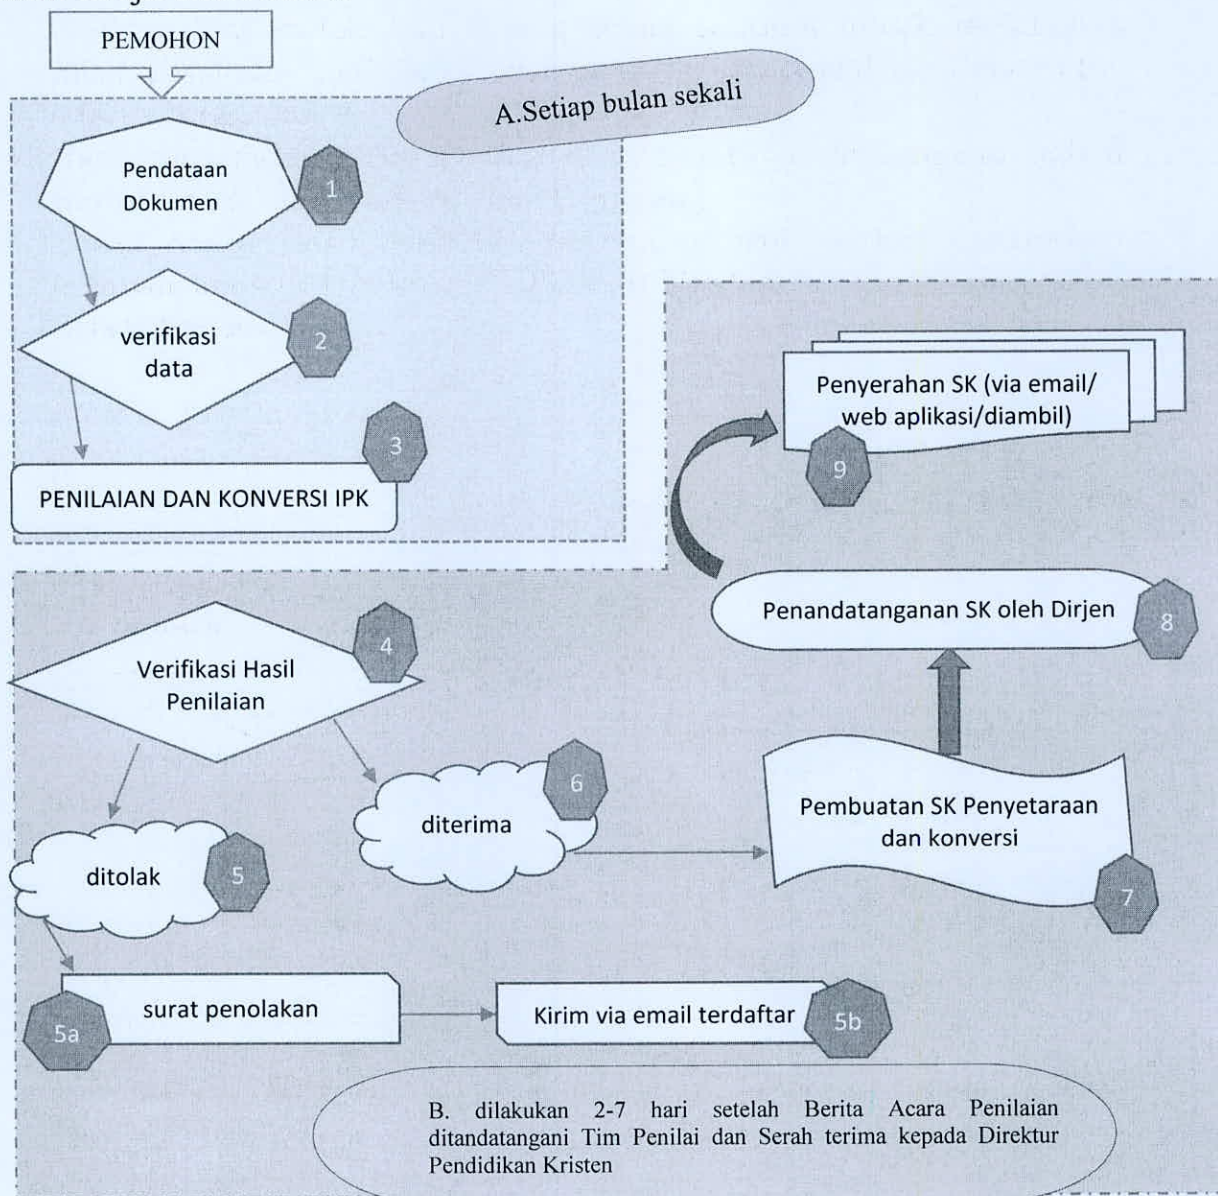 PEMOHON
A.Setiap bulan sekali
Pendataan
Dokumen
1
verifikasi
data
2
3
PENILAIAN DAN KONVERSI IPK
Penyerahan SK (via email/
web aplikasi/diambil)
9
Penandatanganan SK oleh Dirjen
8
4
Verifikasi Hasil
Penilaian
6
diterima
Pembuatan SK Penyetaraan
dan konversi
7
ditolak
5
surat penolakan
5a
Kirim via email terdaftar
5b
B. dilakukan 2-7 hari setelah Berita Acara Penilaian
ditandatangani Tim Penilai dan Serah terima kepada Direktur
Pendidikan Kristen